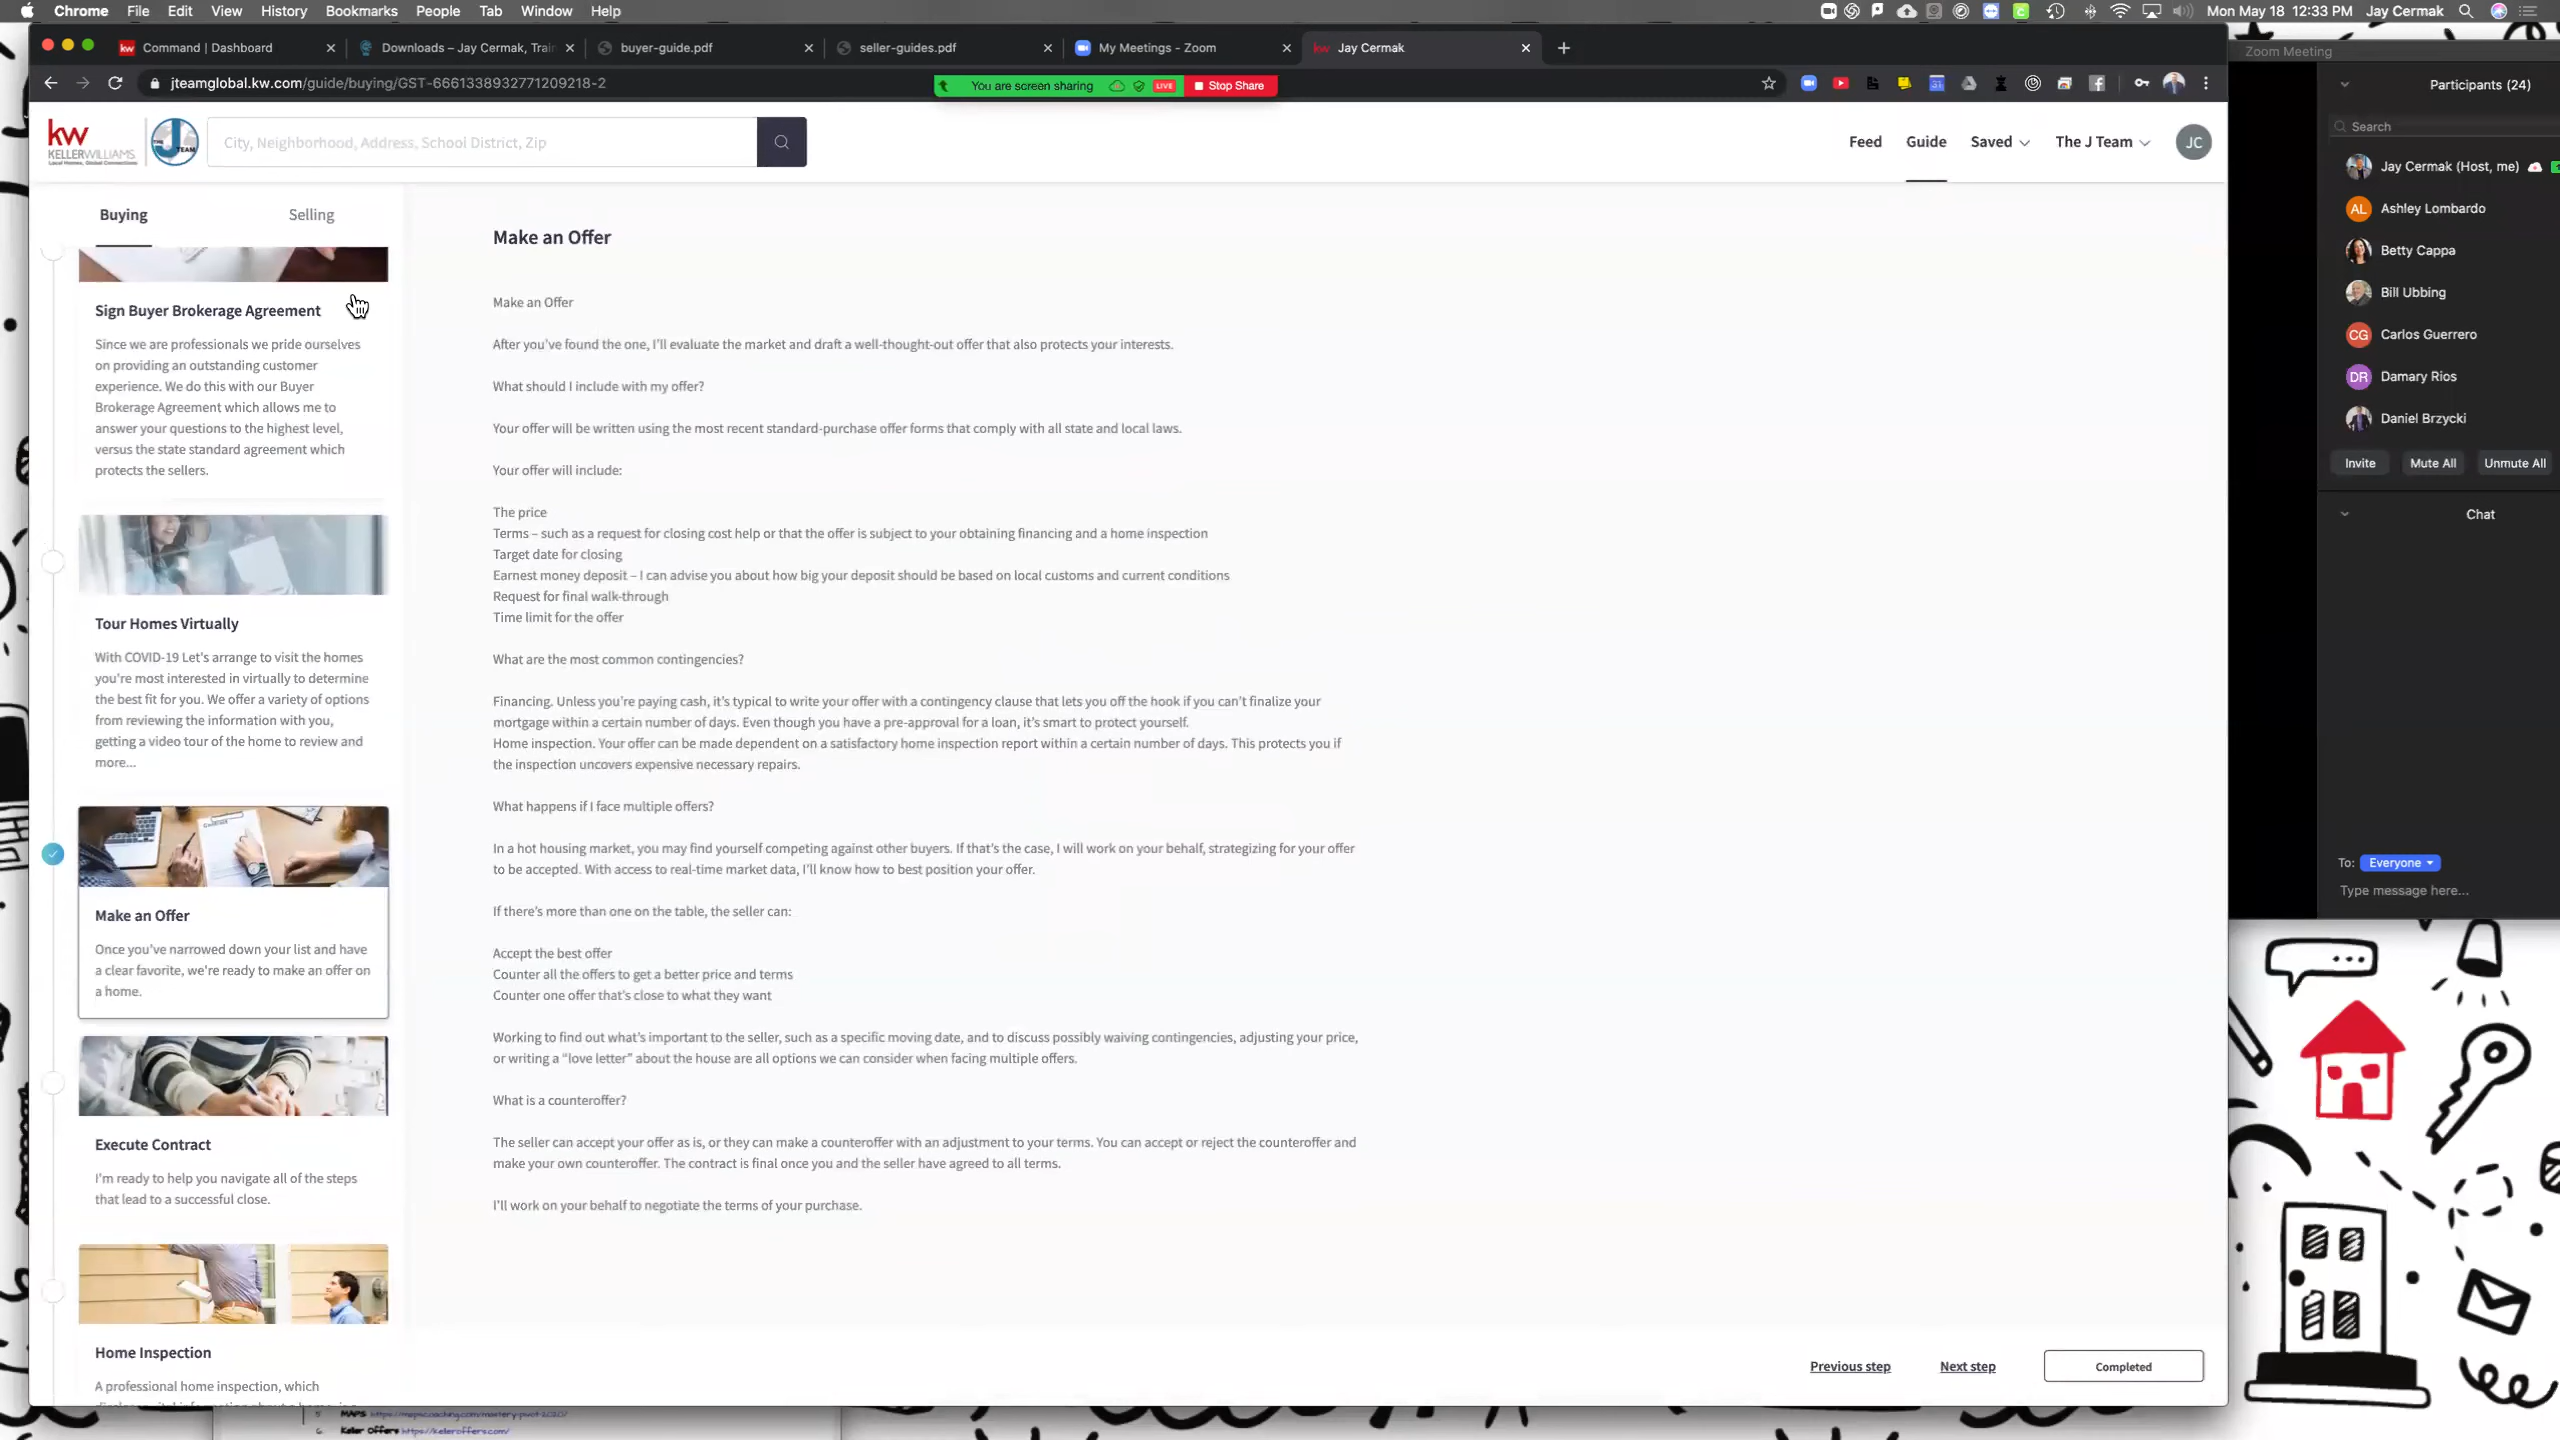 Chrome File Edit View History Bookmarks People Tab Window Help
Mon May 18 12:33 PM Jay Cermak
Command | Dashboard
Downloads – Jay Cermak, Trai
buyer-guide.pdf
seller-guides.pdf
My Meetings - Zoom
Jay Cermak
jteamglobal.kw.com/guide/buying/GST-6661338932771209218-2
You are screen sharing
LIVE
Stop Share
kw
KELLERWILLIAMS.
City, Neighborhood, Address, School District, Zip
Feed
Guide
Saved
The J Team
JC
Buying
Selling
Sign Buyer Brokerage Agreement
Since we are professionals we pride ourselves
on providing an outstanding customer
experience. We do this with our Buyer
Brokerage Agreement which allows me to
answer your questions to the highest level,
versus the state standard agreement which
protects the sellers.
Tour Homes Virtually
With COVID-19 Let's arrange to visit the homes
you're most interested in virtually to determine
the best fit for you. We offer a variety of options
from reviewing the information with you,
getting a video tour of the home to review and
more...
Make an Offer
Once you've narrowed down your list and have
a clear favorite, we're ready to make an offer on
a home.
Execute Contract
I'm ready to help you navigate all of the steps
that lead to a successful close.
Home Inspection
A professional home inspection, which
Make an Offer
Make an Offer
After you've found the one, I'll evaluate the market and draft a well-thought-out offer that also protects your interests.
What should I include with my offer?
Your offer will be written using the most recent standard-purchase offer forms that comply with all state and local laws.
Your offer will include:
The price
Terms – such as a request for closing cost help or that the offer is subject to your obtaining financing and a home inspection
Target date for closing
Earnest money deposit – I can advise you about how big your deposit should be based on local customs and current conditions
Request for final walk-through
Time limit for the offer
What are the most common contingencies?
Financing. Unless you're paying cash, it's typical to write your offer with a contingency clause that lets you off the hook if you can't finalize your
mortgage within a certain number of days. Even though you have a pre-approval for a loan, it's smart to protect yourself.
Home inspection. Your offer can be made dependent on a satisfactory home inspection report within a certain number of days. This protects you if
the inspection uncovers expensive necessary repairs.
What happens if I face multiple offers?
In a hot housing market, you may find yourself competing against other buyers. If that's the case, I will work on your behalf, strategizing for your offer
to be accepted. With access to real-time market data, I'll know how to best position your offer.
If there's more than one on the table, the seller can:
Accept the best offer
Counter all the offers to get a better price and terms
Counter one offer that's close to what they want
Working to find out what's important to the seller, such as a specific moving date, and to discuss possibly waiving contingencies, adjusting your price,
or writing a “love letter” about the house are all options we can consider when facing multiple offers.
What is a counteroffer?
The seller can accept your offer as is, or they can make a counteroffer with an adjustment to your terms. You can accept or reject the counteroffer and
make your own counteroffer. The contract is final once you and the seller have agreed to all terms.
I'll work on your behalf to negotiate the terms of your purchase.
Previous step
Next step
Completed
Zoom Meeting
Participants (24)
Search
Jay Cermak (Host, me)
AL Ashley Lombardo
Betty Cappa
Bill Ubbing
CG Carlos Guerrero
DR Damary Rios
Daniel Brzycki
Invite
Mute All
Unmute All
Chat
To: Everyone
Type message here...
MAPS
6. Keller Offers https://kelleroffers.com/